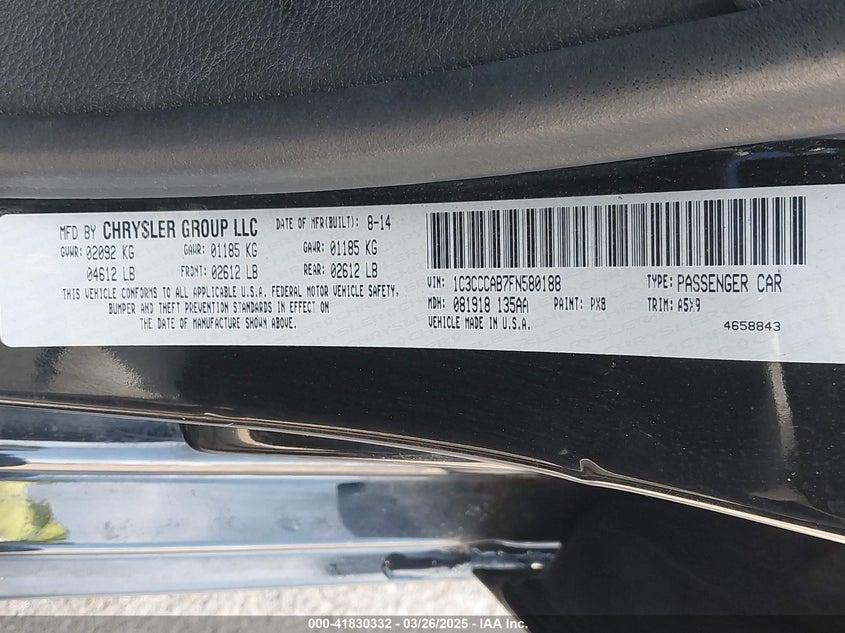 MFD BY CHRYSLER GROUP LLC DATE OF MFR(BUILT): 8-14
GVWR: 02092 KG GAWR: 01185 KG GAWR: 01185 KG
04612 LB FRONT: 02612 LB REAR: 02612 LB
THIS VEHICLE CONFORMS TO ALL APPLICABLE U.S.A. FEDERAL MOTOR VEHICLE SAFETY,
BUMPER AND THEFT PREVENTION STANDARDS IN EFFECT ON
THE DATE OF MANUFACTURE SHOWN ABOVE.
VIN: 1C3CCCAB7FN580188 TYPE: PASSENGER CAR
MDH: 081918 135AA PAINT: PX8 TRIM: A5X9
VEHICLE MADE IN U.S.A. 4658843
000-41830332 - 03/26/2025 - IAA Inc.